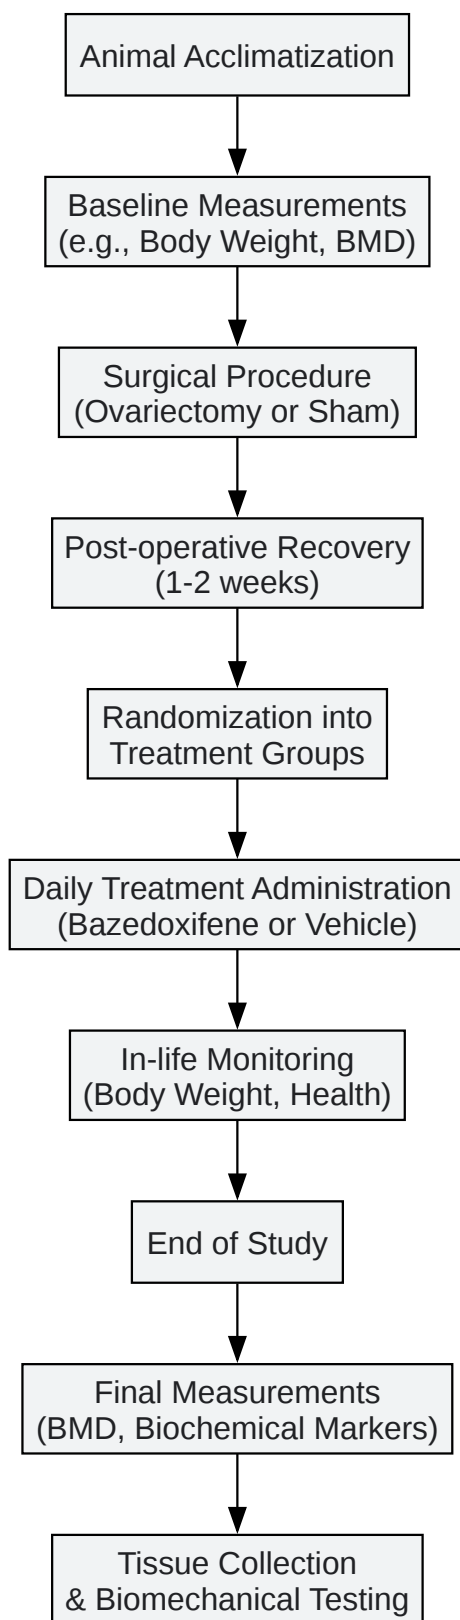 Animal Acclimatization
Baseline Measurements
(e.g., Body Weight, BMD)
Surgical Procedure
(Ovariectomy or Sham)
Post-operative Recovery
(1-2 weeks)
Randomization into
Treatment Groups
Daily Treatment Administration
(Bazedoxifene or Vehicle)
In-life Monitoring
(Body Weight, Health)
End of Study
Final Measurements
(BMD, Biochemical Markers)
Tissue Collection
& Biomechanical Testing